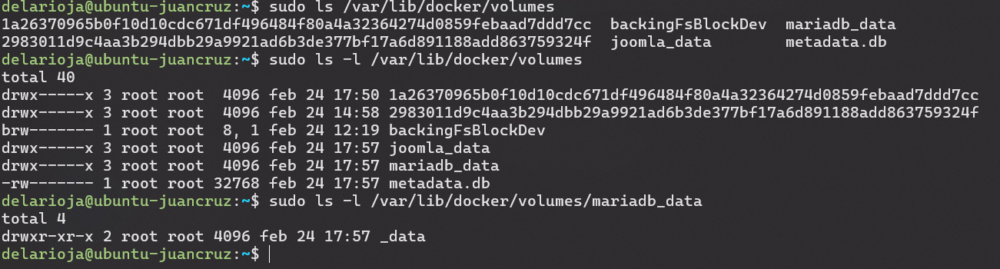 delarioja@ubuntu-juancruz:~$ sudo ls /var/lib/docker/volumes
1a26370965b0f10d10cdc671df496484f80a4a32364274d0859febaad7ddd7cc  backingFsBlockDev  mariadb_data
2983011d9c4aa3b294dbb29a9921ad6b3de377bf17a6d891188add863759324f  joomla_data        metadata.db
delarioja@ubuntu-juancruz:~$ sudo ls -l /var/lib/docker/volumes
total 40
drwx-----x 3 root root  4096 feb 24 17:50 1a26370965b0f10d10cdc671df496484f80a4a32364274d0859febaad7ddd7cc
drwx-----x 3 root root  4096 feb 24 14:58 2983011d9c4aa3b294dbb29a9921ad6b3de377bf17a6d891188add863759324f
brw------- 1 root root  8, 1 feb 24 12:19 backingFsBlockDev
drwx-----x 3 root root  4096 feb 24 17:57 joomla_data
drwx-----x 3 root root  4096 feb 24 17:57 mariadb_data
-rw------- 1 root root 32768 feb 24 17:57 metadata.db
delarioja@ubuntu-juancruz:~$ sudo ls -l /var/lib/docker/volumes/mariadb_data
total 4
drwxr-xr-x 2 root root 4096 feb 24 17:57 _data
delarioja@ubuntu-juancruz:~$